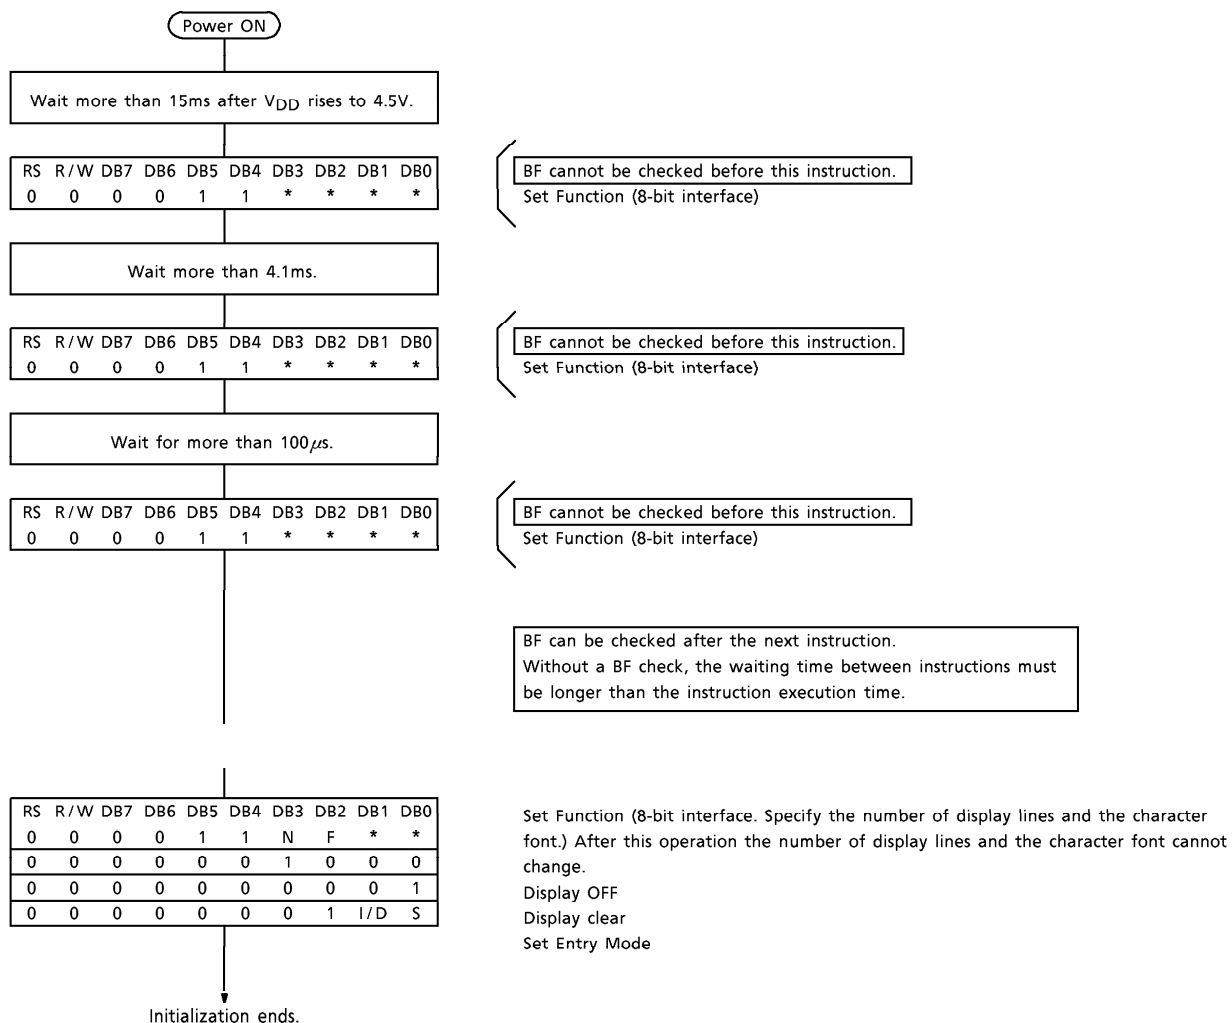 Power ON
Wait more than 15ms after VDD rises to 4.5V.
RS R/W DB7 DB6 DB5 DB4 DB3 DB2 DB1 DB0
0 0 0 0 1 1 * * * *
BF cannot be checked before this instruction.
Set Function (8-bit interface)
Wait more than 4.1ms.
RS R/W DB7 DB6 DB5 DB4 DB3 DB2 DB1 DB0
0 0 0 0 1 1 * * * *
BF cannot be checked before this instruction.
Set Function (8-bit interface)
Wait for more than 100μs.
RS R/W DB7 DB6 DB5 DB4 DB3 DB2 DB1 DB0
0 0 0 0 1 1 * * * *
BF cannot be checked before this instruction.
Set Function (8-bit interface)
BF can be checked after the next instruction.
Without a BF check, the waiting time between instructions must
be longer than the instruction execution time.
RS R/W DB7 DB6 DB5 DB4 DB3 DB2 DB1 DB0
0 0 0 0 1 1 N F * *
0 0 0 0 0 0 1 0 0 0
0 0 0 0 0 0 0 0 0 1
0 0 0 0 0 0 0 1 I/D S
Set Function (8-bit interface. Specify the number of display lines and the character
font.) After this operation the number of display lines and the character font cannot
change.
Display OFF
Display clear
Set Entry Mode
Initialization ends.